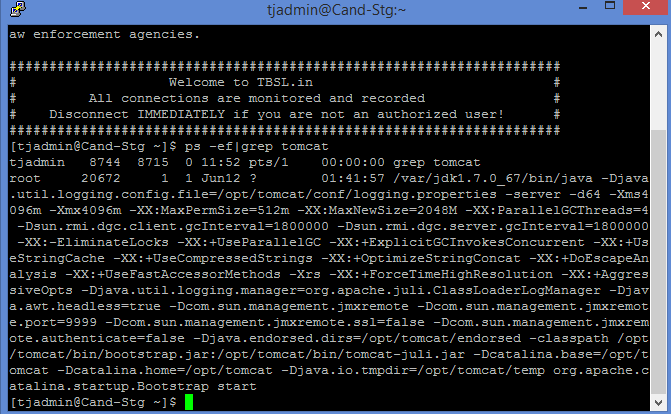 tjadmin@Cand-Stg:~
aw enforcement agencies.
######################################################################
# Welcome to TBSL.in #
# All connections are monitored and recorded #
# Disconnect IMMEDIATELY if you are not an authorized user! #
######################################################################
[tjadmin@Cand-Stg ~]$ ps -ef|grep tomcat
tjadmin 8744 8715 0 11:52 pts/1 00:00:00 grep tomcat
root 20672 1 1 Jun12 ? 01:41:57 /var/jdk1.7.0_67/bin/java -Djava
.util.logging.config.file=/opt/tomcat/conf/logging.properties -server -d64 -Xms4
096m -Xmx4096m -XX:MaxPermSize=512m -XX:MaxNewSize=2048M -XX:ParallelGCThreads=4
-Dsun.rmi.dgc.client.gcInterval=1800000 -Dsun.rmi.dgc.server.gcInterval=1800000
-XX:-EliminateLocks -XX:+UseParallelGC -XX:+ExplicitGCInvokesConcurrent -XX:+Us
eStringCache -XX:+UseCompressedStrings -XX:+OptimizeStringConcat -XX:+DoEscapeAn
alysis -XX:+UseFastAccessorMethods -Xrs -XX:+ForceTimeHighResolution -XX:+Aggres
siveOpts -Djava.util.logging.manager=org.apache.juli.ClassLoaderLogManager -Djav
a.awt.headless=true -Dcom.sun.management.jmxremote -Dcom.sun.management.jmxremot
e.port=9999 -Dcom.sun.management.jmxremote.ssl=false -Dcom.sun.management.jmxrem
ote.authenticate=false -Djava.endorsed.dirs=/opt/tomcat/endorsed -classpath /opt
/tomcat/bin/bootstrap.jar:/opt/tomcat/bin/tomcat-juli.jar -Dcatalina.base=/opt/t
omcat -Dcatalina.home=/opt/tomcat -Djava.io.tmpdir=/opt/tomcat/temp org.apache.c
atalina.startup.Bootstrap start
[tjadmin@Cand-Stg ~]$